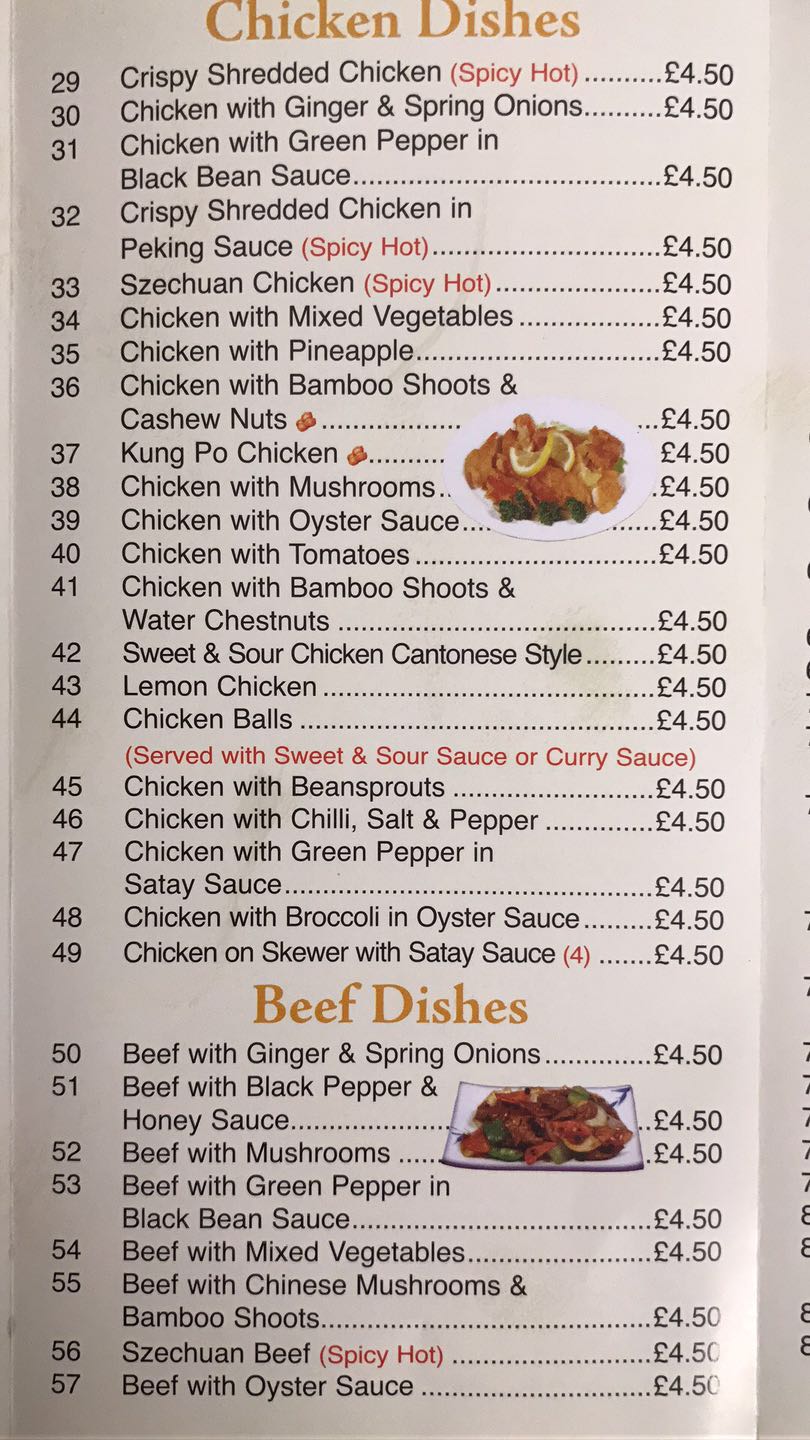 Chicken Dishes
29 Crispy Shredded Chicken (Spicy Hot)..........£4.50
30 Chicken with Ginger & Spring Onions..........£4.50
31 Chicken with Green Pepper in
Black Bean Sauce.......................................£4.50
32 Crispy Shredded Chicken in
Peking Sauce (Spicy Hot).............................£4.50
33 Szechuan Chicken (Spicy Hot).....................£4.50
34 Chicken with Mixed Vegetables..................£4.50
35 Chicken with Pineapple...............................£4.50
36 Chicken with Bamboo Shoots &
Cashew Nuts.....................£4.50
37 Kung Po Chicken..........£4.50
38 Chicken with Mushrooms...£4.50
39 Chicken with Oyster Sauce..........£4.50
40 Chicken with Tomatoes...............................£4.50
41 Chicken with Bamboo Shoots &
Water Chestnuts ........................................£4.50
42 Sweet & Sour Chicken Cantonese Style.........£4.50
43 Lemon Chicken..........................................£4.50
44 Chicken Balls .............................................£4.50
(Served with Sweet & Sour Sauce or Curry Sauce)
45 Chicken with Beansprouts .........................£4.50
46 Chicken with Chilli, Salt & Pepper ..............£4.50
47 Chicken with Green Pepper in
Satay Sauce...............................................£4.50
48 Chicken with Broccoli in Oyster Sauce.........£4.50
49 Chicken on Skewer with Satay Sauce (4) .......£4.50
Beef Dishes
50 Beef with Ginger & Spring Onions..............£4.50
51 Beef with Black Pepper &
Honey Sauce.......................£4.50
52 Beef with Mushrooms .......£4.50
53 Beef with Green Pepper in
Black Bean Sauce......................................£4.50
54 Beef with Mixed Vegetables.......................£4.50
55 Beef with Chinese Mushrooms &
Bamboo Shoots..........................................£4.50
56 Szechuan Beef (Spicy Hot) .........................£4.50
57 Beef with Oyster Sauce .............................£4.50